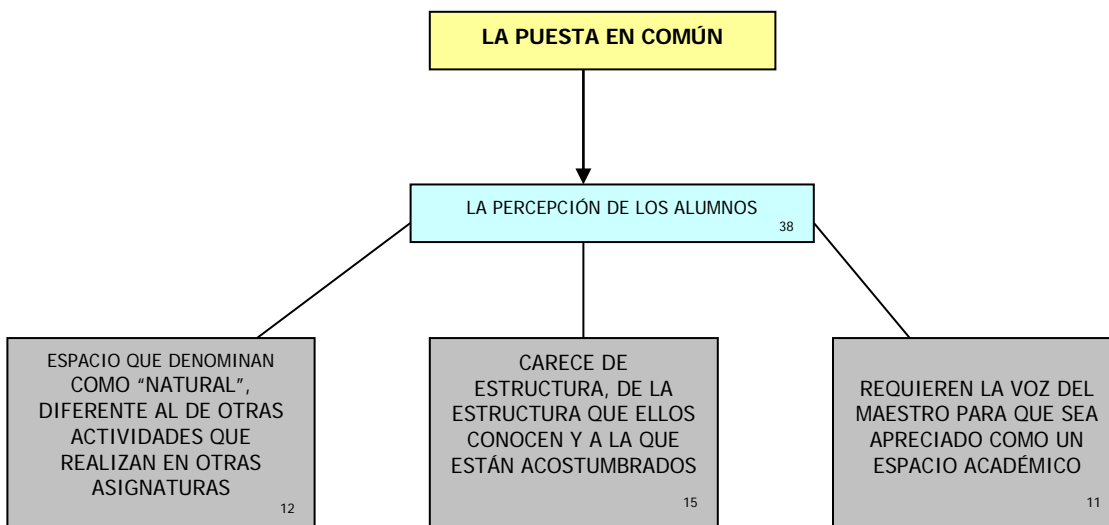 LA PUESTA EN COMÚN
LA PERCEPCIÓN DE LOS ALUMNOS
38
ESPACIO QUE DENOMINAN
COMO “NATURAL”,
DIFERENTE AL DE OTRAS
ACTIVIDADES QUE
REALIZAN EN OTRAS
ASIGNATURAS
12
CARECE DE
ESTRUCTURA, DE LA
ESTRUCTURA QUE ELLOS
CONOCEN Y A LA QUE
ESTÁN ACOSTUMBRADOS
15
REQUIEREN LA VOZ DEL
MAESTRO PARA QUE SEA
APRECIADO COMO UN
ESPACIO ACADÉMICO
11